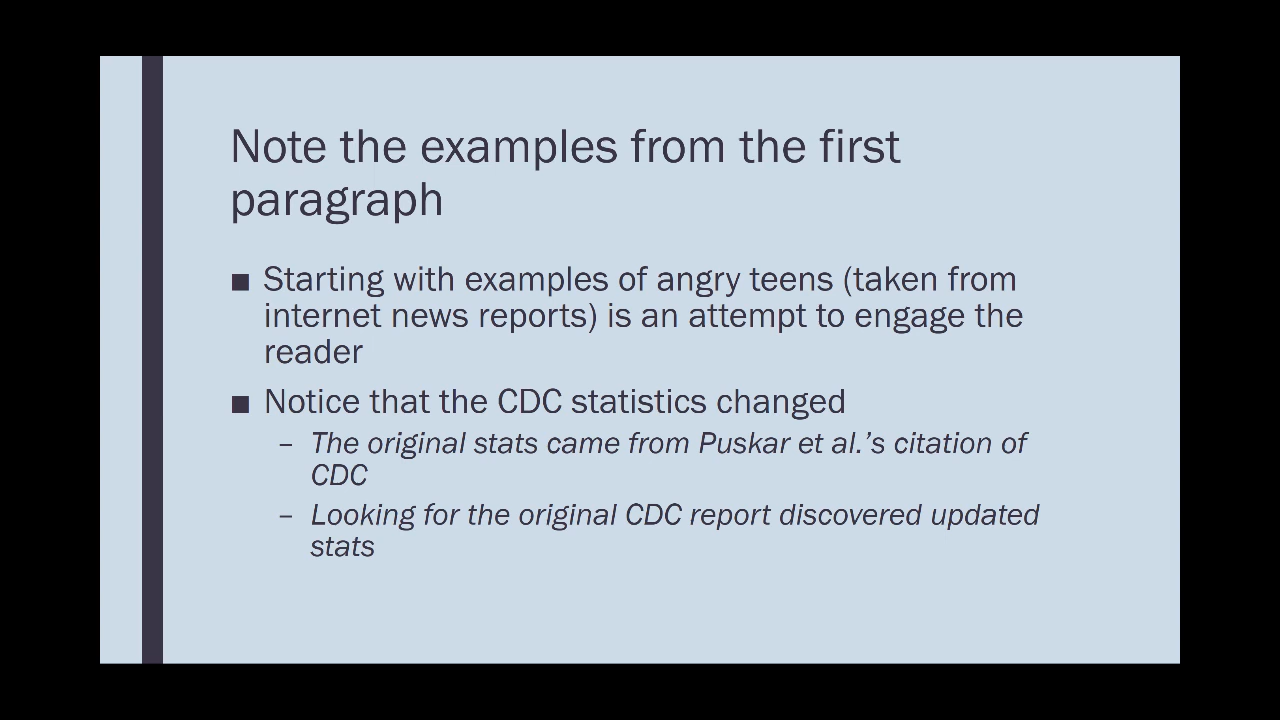 Note the examples from the first
paragraph
■ Starting with examples of angry teens (taken from
internet news reports) is an attempt to engage the
reader
■ Notice that the CDC statistics changed
– The original stats came from Puskar et al.’s citation of
CDC
– Looking for the original CDC report discovered updated
stats